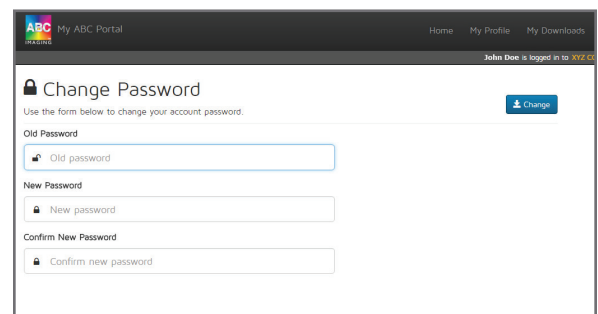 ABC
IMAGING
My ABC Portal
Home
My Profile
My Downloads
John Doe is logged in to XYZ
Change Password
Use the form below to change your account password.
Change
Old Password
Old password
New Password
New password
Confirm New Password
Confirm new password